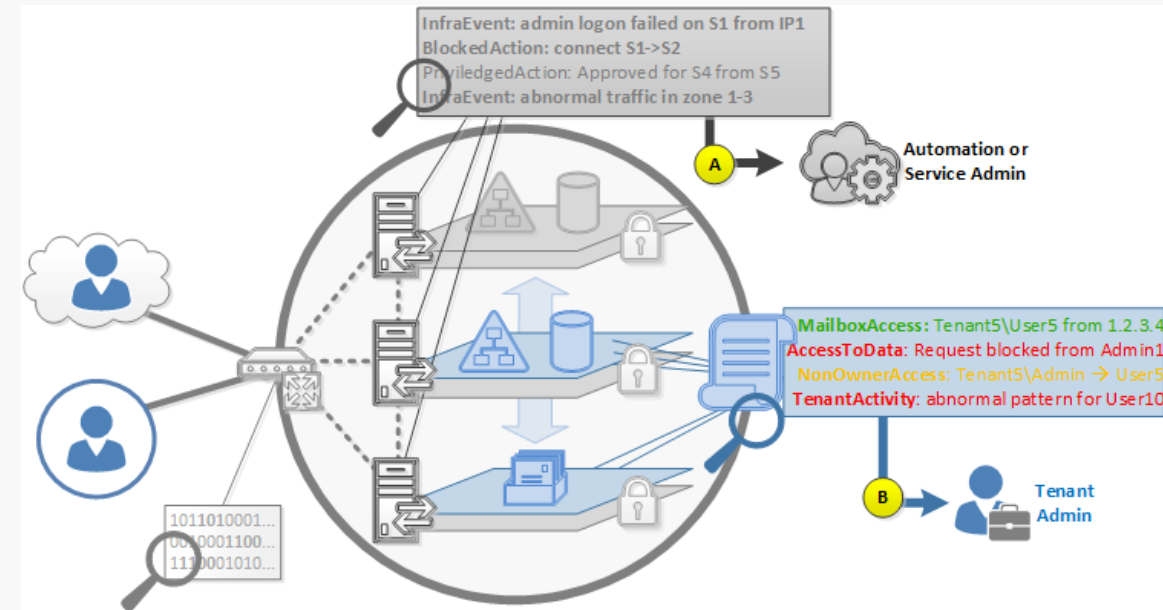 InfraEvent: admin logon failed on S1 from IP1
BlockedAction: connect S1->S2
PriviledgedAction: Approved for S4 from S5
InfraEvent: abnormal traffic in zone 1-3
A
Automation or
Service Admin
MailboxAccess: Tenant5\User5 from 1.2.3.4
AccessToData: Request blocked from Admin1
NonOwnerAccess: Tenant5\Admin → User5
TenantActivity: abnormal pattern for User10
B
Tenant
Admin
1011010001...
0010001100...
1110001010...